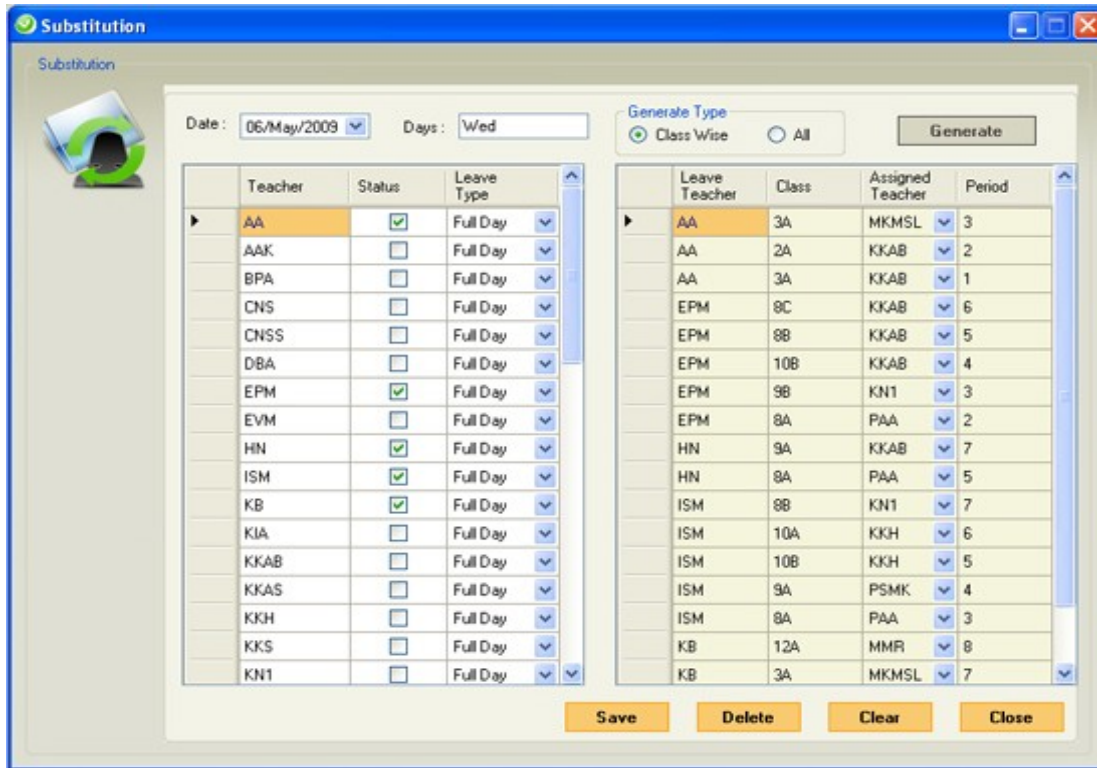 Substitution
Substitution
Date : 06/May/2009 Days : Wed
Generate Type
Class Wise All
Generate
Teacher Status Leave Type
AA Full Day
AAK Full Day
BPA Full Day
CNS Full Day
CNSS Full Day
DBA Full Day
EPM Full Day
EVM Full Day
HN Full Day
ISM Full Day
KB Full Day
KIA Full Day
KKAB Full Day
KKAS Full Day
KKH Full Day
KKS Full Day
KN1 Full Day
Leave Teacher Class Assigned Teacher Period
AA 3A MKMSL 3
AA 2A KKAB 2
AA 3A KKAB 1
EPM 8C KKAB 6
EPM 8B KKAB 5
EPM 10B KKAB 4
EPM 9B KN1 3
EPM 8A PAA 2
HN 9A KKAB 7
HN 8A PAA 5
ISM 8B KN1 7
ISM 10A KKH 6
ISM 10B KKH 5
ISM 9A PSMK 4
ISM 8A PAA 3
KB 12A MMR 8
KB 3A MKMSL 7
Save Delete Clear Close